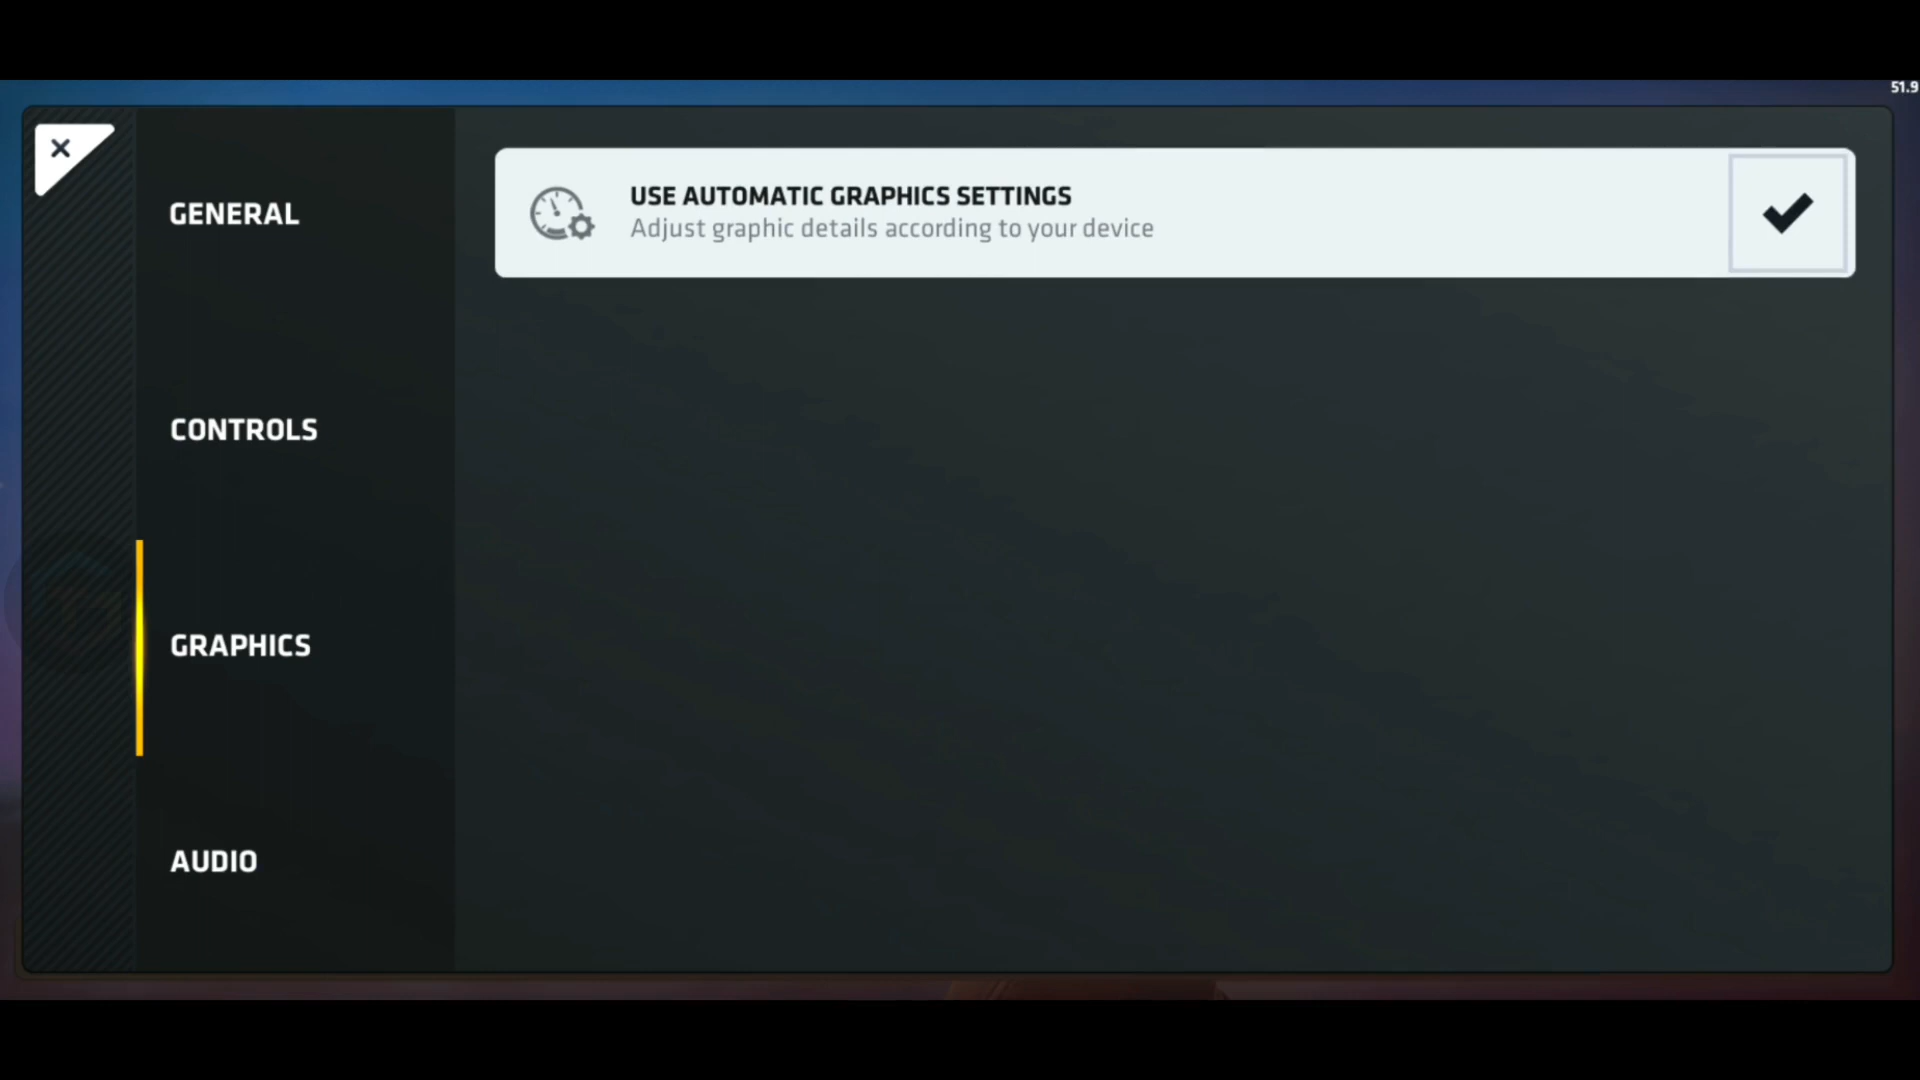 51.9
GENERAL
USE AUTOMATIC GRAPHICS SETTINGS
Adjust graphic details according to your device
CONTROLS
GRAPHICS
AUDIO